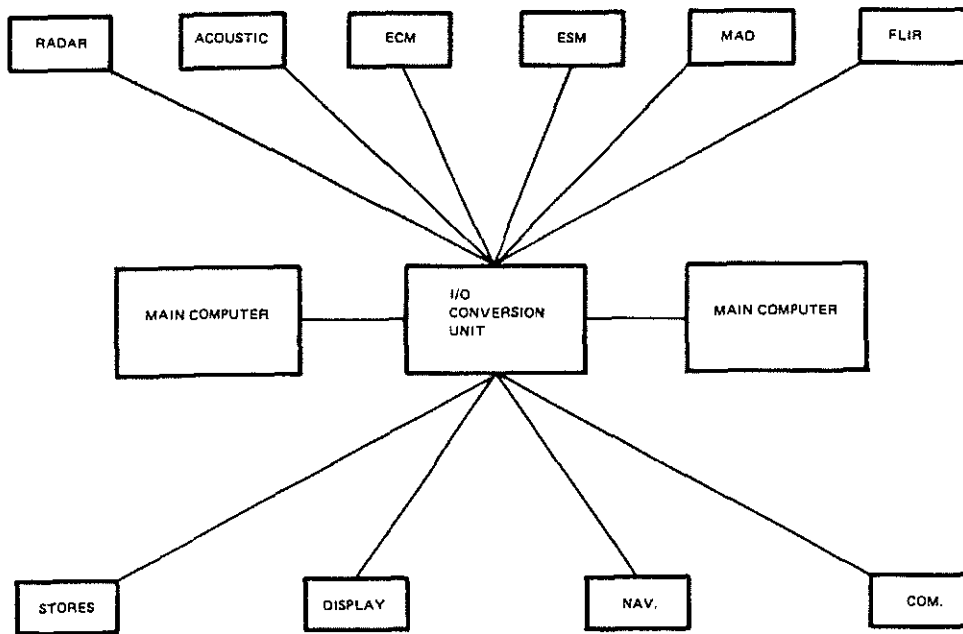 RADAR
ACOUSTIC
ECM
ESM
MAD
FLIR
MAIN COMPUTER
I/O
CONVERSION
UNIT
MAIN COMPUTER
STORES
DISPLAY
NAV.
COM.